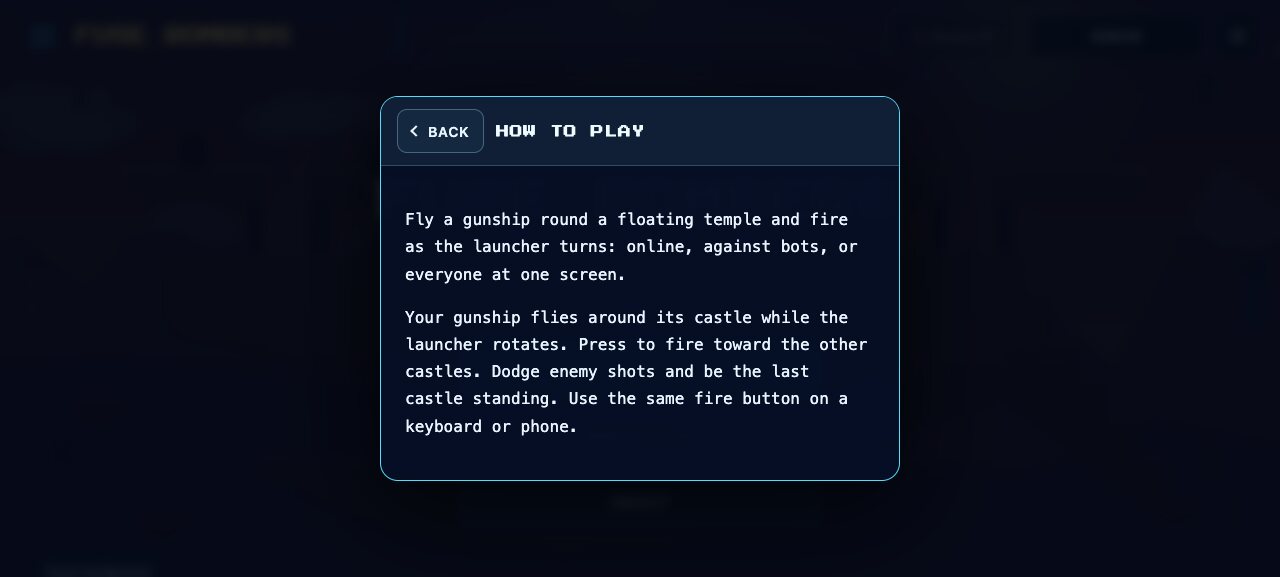 BACK
HOW TO PLAY
Fly a gunship round a floating temple and fire
as the launcher turns: online, against bots, or
everyone at one screen.
Your gunship flies around its castle while the
launcher rotates. Press to fire toward the other
castles. Dodge enemy shots and be the last
castle standing. Use the same fire button on a
keyboard or phone.